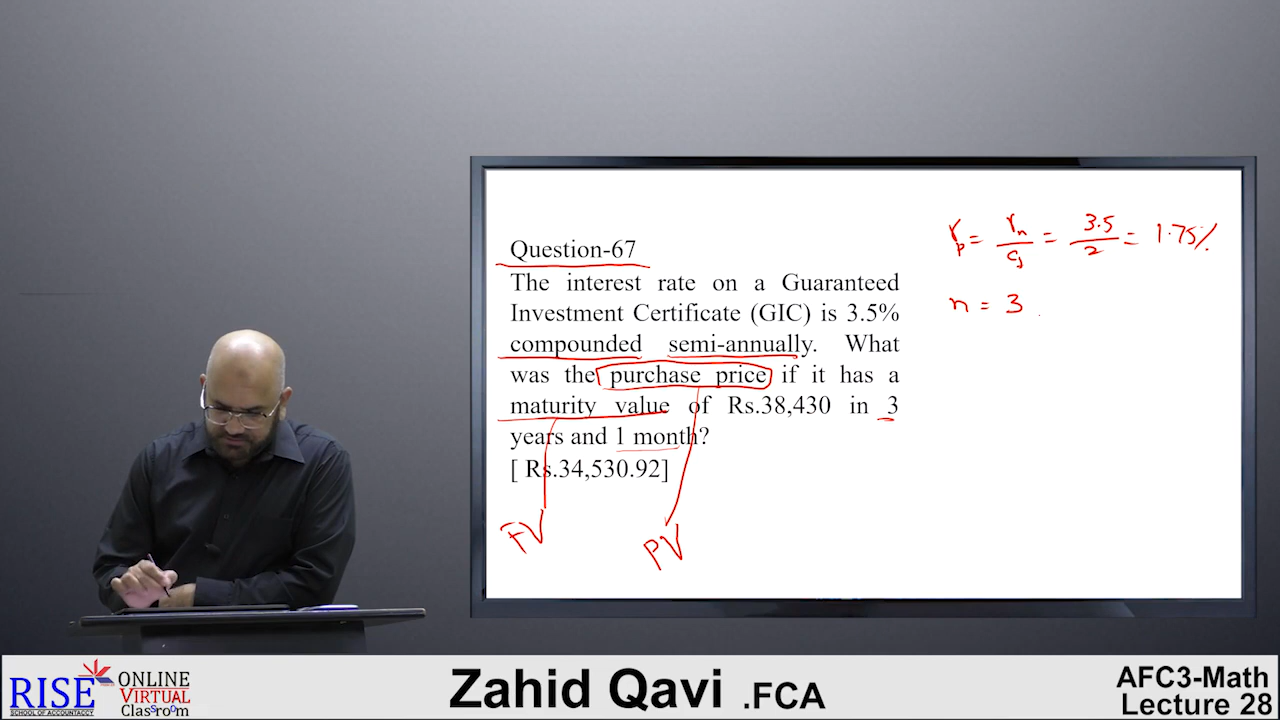 Question-67
The interest rate on a Guaranteed
Investment Certificate (GIC) is 3.5%
compounded semi-annually. What
was the purchase price if it has a
maturity value of Rs.38,430 in 3
years and 1 month?
[ Rs.34,530.92]
FV
PV
rp = rn/cj = 3.5/2 = 1.75%
n = 3
RISE
SCHOOL OF ACCOUNTACCY
ONLINE
VIRTUAL
Classroom
Zahid Qavi .FCA
AFC3-Math
Lecture 28